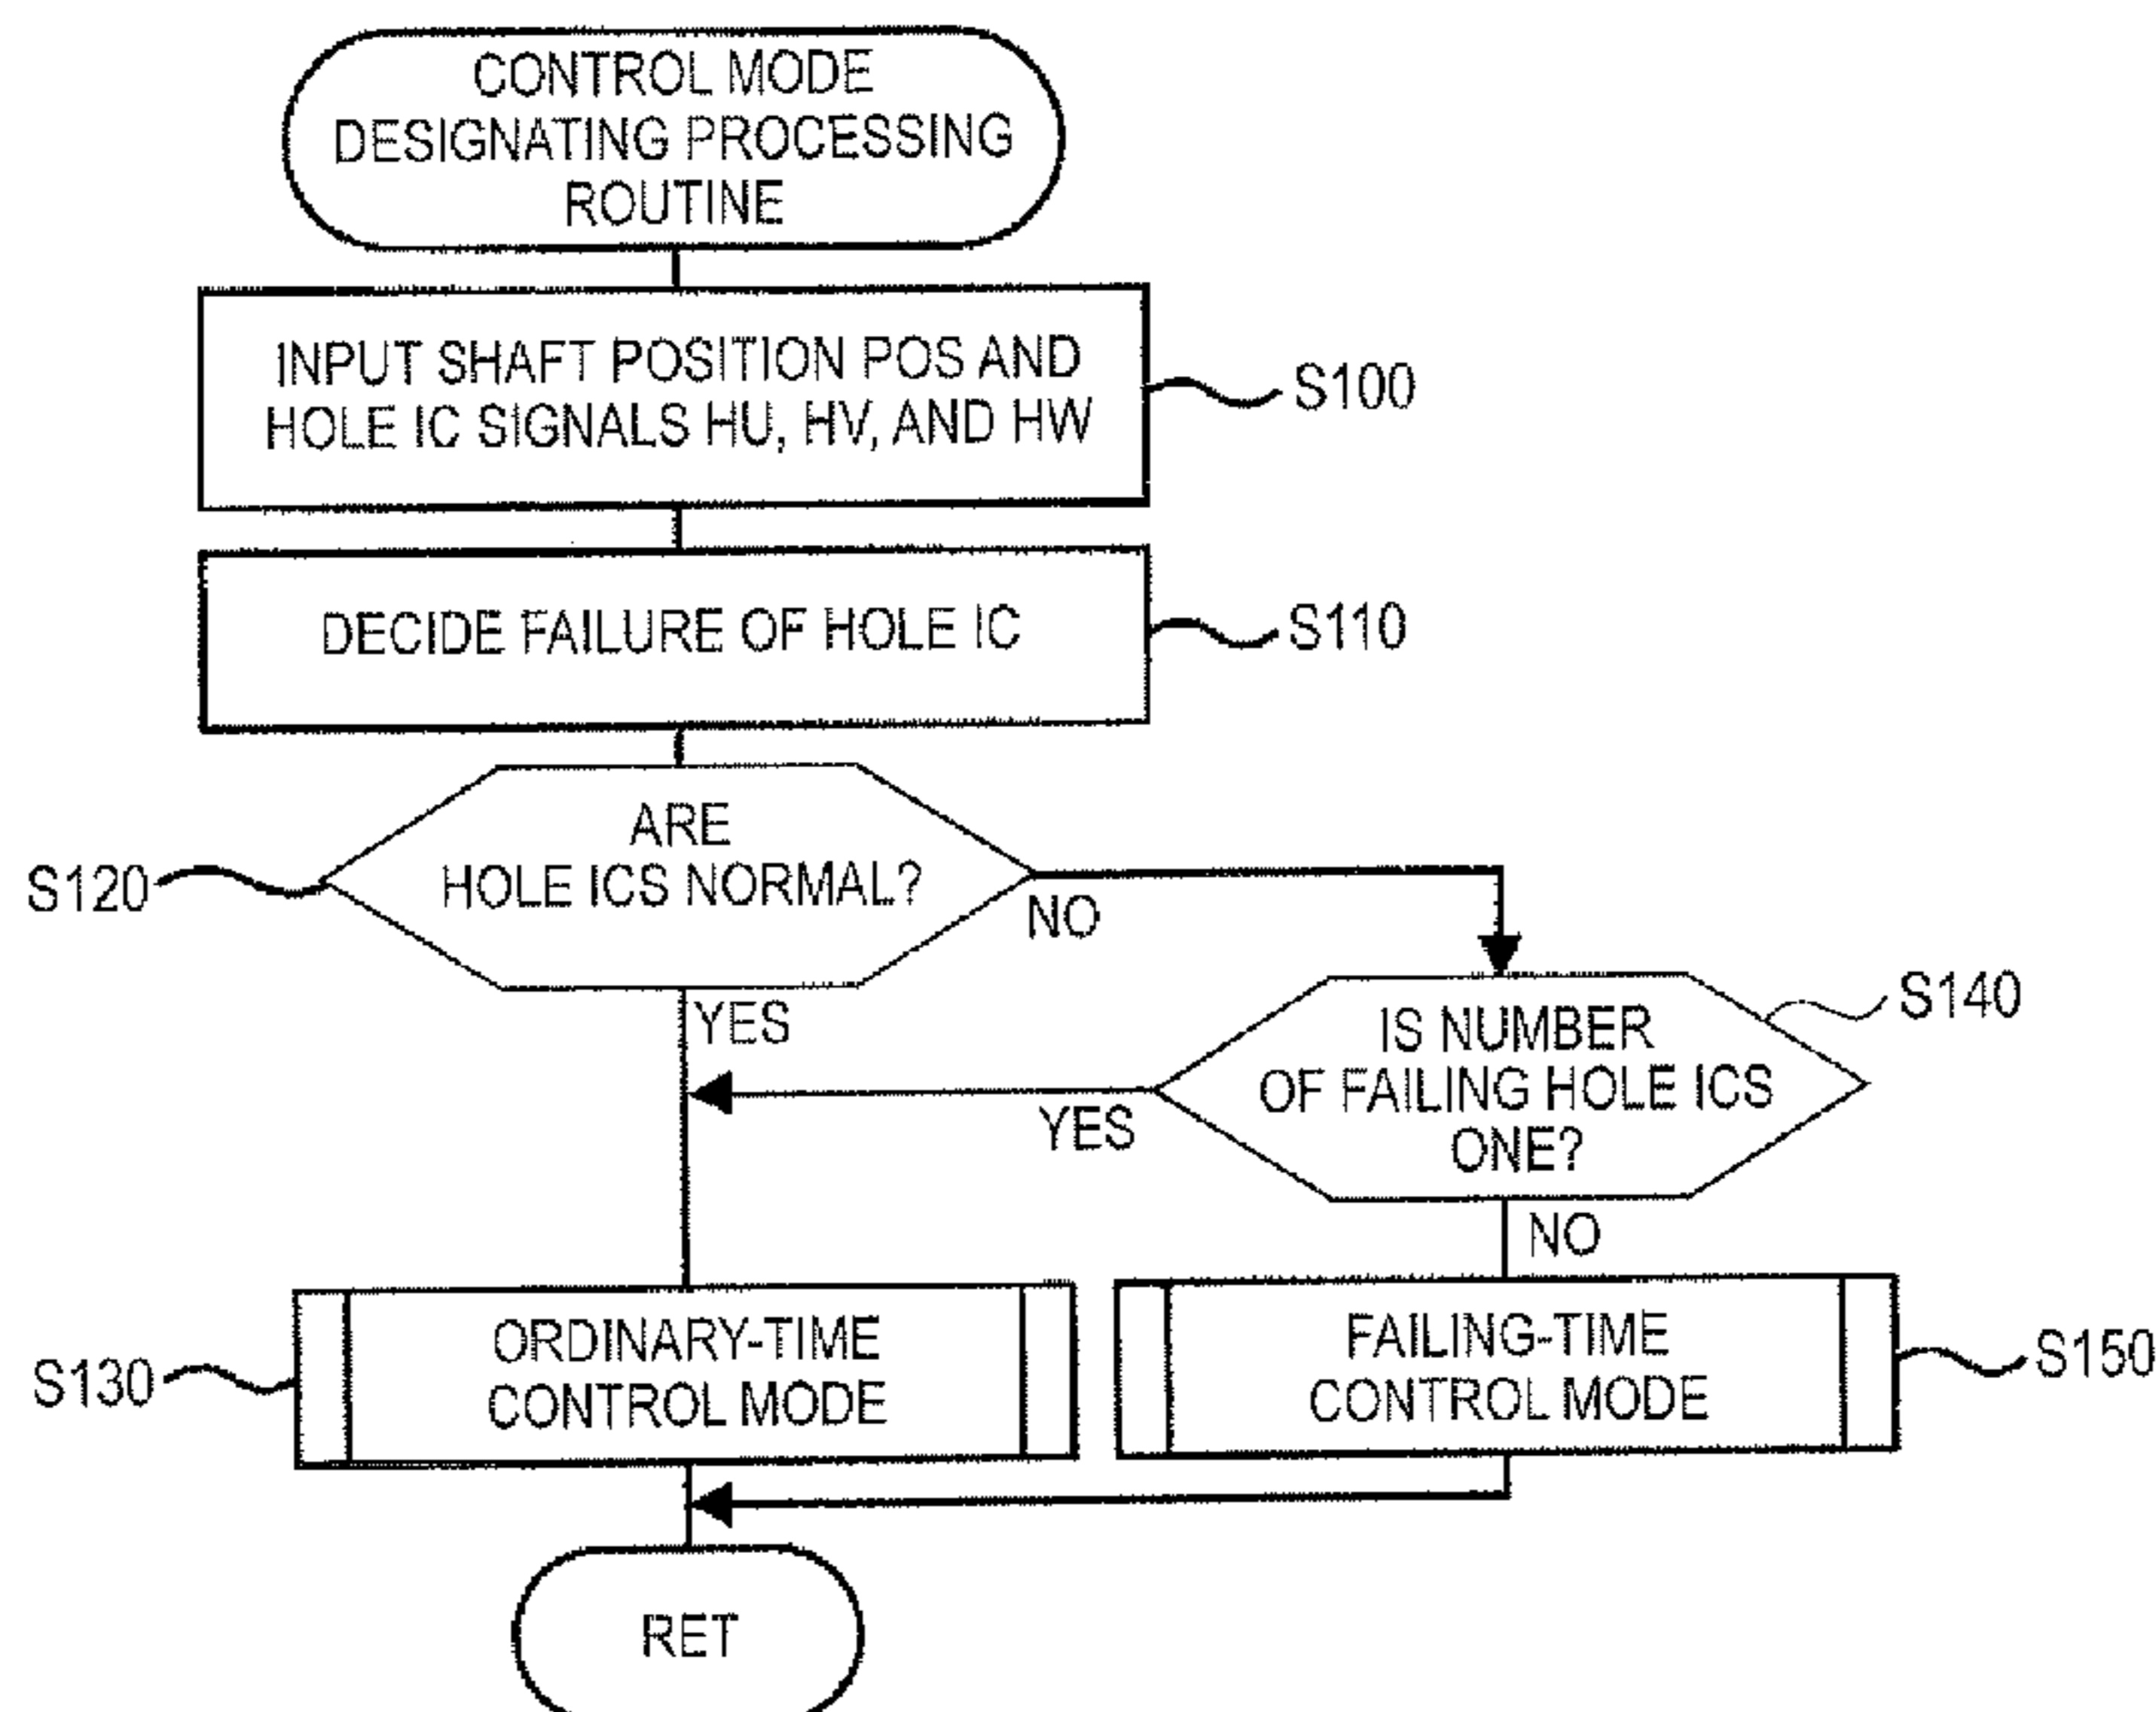 CONTROL MODE
DESIGNATING PROCESSING
ROUTINE
INPUT SHAFT POSITION POS AND
HOLE IC SIGNALS HU, HV, AND HW
S100
DECIDE FAILURE OF HOLE IC
S110
ARE
HOLE ICS NORMAL?
S120
NO
YES
S140
IS NUMBER
OF FAILING HOLE ICS
ONE?
YES
NO
S130
ORDINARY-TIME
CONTROL MODE
FAILING-TIME
CONTROL MODE
S150
RET